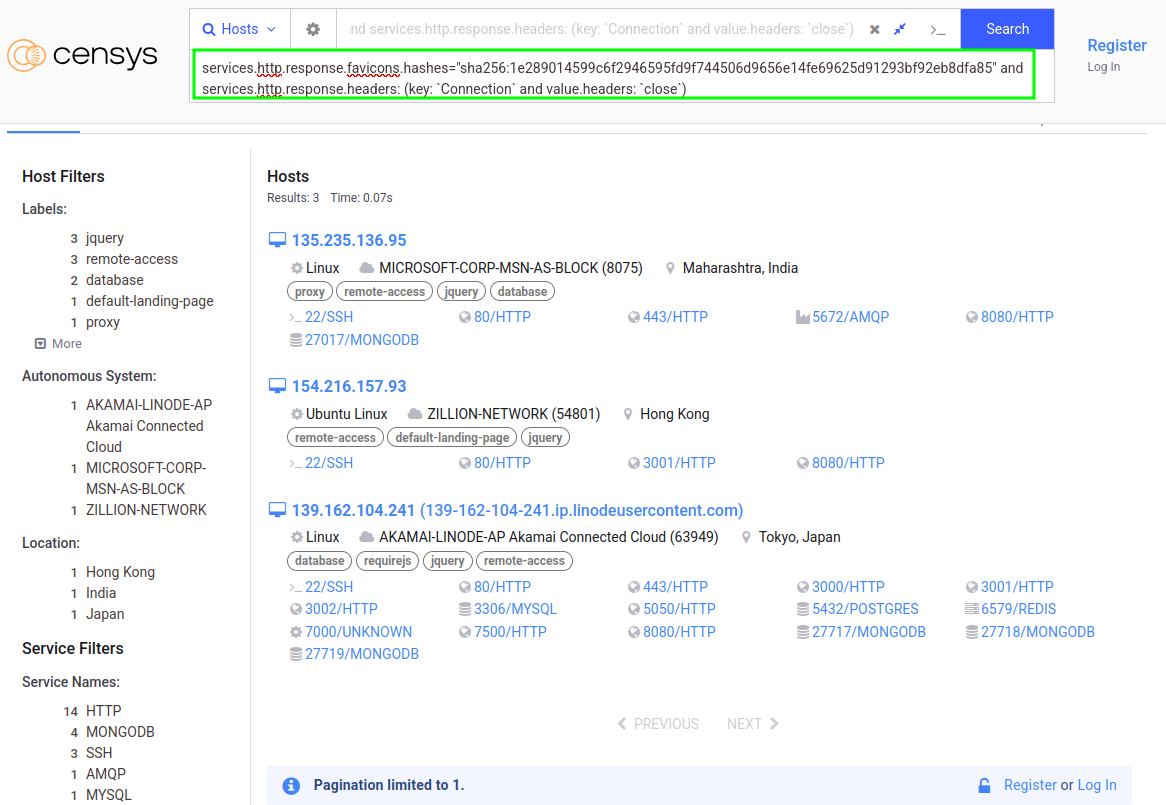 censys
Hosts
and services.http.response.headers: (key: `Connection` and value.headers: `close`)
>_
Search
Register
Log In
services.http.response.favicons.hashes="sha256:1e289014599c6f2946595fd9f744506d9656e14fe69625d91293bf92eb8dfa85" and
services.http.response.headers: (key: `Connection` and value.headers: `close`)
Host Filters
Labels:
3 jquery
3 remote-access
2 database
1 default-landing-page
1 proxy
More
Autonomous System:
1 AKAMAI-LINODE-AP
Akamai Connected
Cloud
1 MICROSOFT-CORP-
MSN-AS-BLOCK
1 ZILLION-NETWORK
Location:
1 Hong Kong
1 India
1 Japan
Service Filters
Service Names:
14 HTTP
4 MONGODB
3 SSH
1 AMQP
1 MYSQL
Hosts
Results: 3 Time: 0.07s
135.235.136.95
Linux MICROSOFT-CORP-MSN-AS-BLOCK (8075) Maharashtra, India
proxy remote-access jquery database
>_ 22/SSH 80/HTTP 443/HTTP 5672/AMQP 8080/HTTP
27017/MONGODB
154.216.157.93
Ubuntu Linux ZILLION-NETWORK (54801) Hong Kong
remote-access default-landing-page jquery
>_ 22/SSH 80/HTTP 3001/HTTP 8080/HTTP
139.162.104.241 (139-162-104-241.ip.linodeusercontent.com)
Linux AKAMAI-LINODE-AP Akamai Connected Cloud (63949) Tokyo, Japan
database requirejs jquery remote-access
>_ 22/SSH 80/HTTP 443/HTTP 3000/HTTP 3001/HTTP
3002/HTTP 3306/MYSQL 5050/HTTP 5432/POSTGRES 6579/REDIS
7000/UNKNOWN 7500/HTTP 8080/HTTP 27717/MONGODB 27718/MONGODB
27719/MONGODB
PREVIOUS NEXT
Pagination limited to 1.
Register or Log In